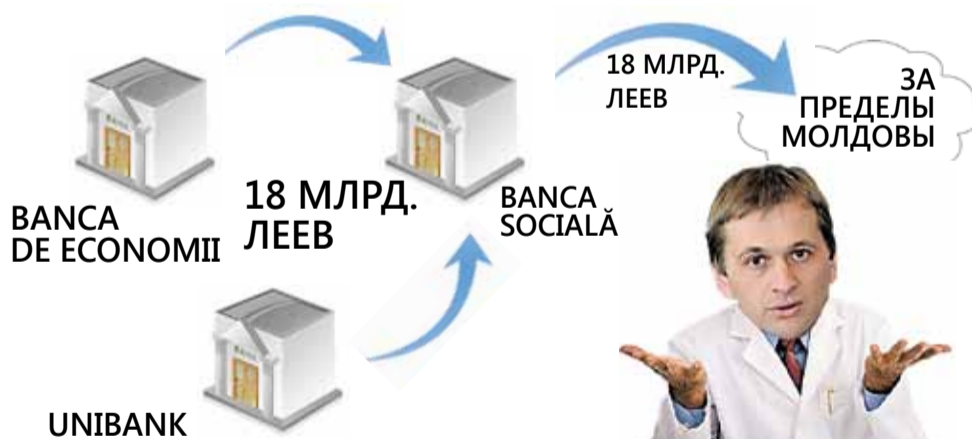 18 МЛРД.
ЛЕЕВ
ЗА
ПРЕДЕЛЫ
МОЛДОВЫ
BANCA
DE ECONOMII
18 МЛРД.
ЛЕЕВ
BANCA
SOCIALĂ
UNIBANK